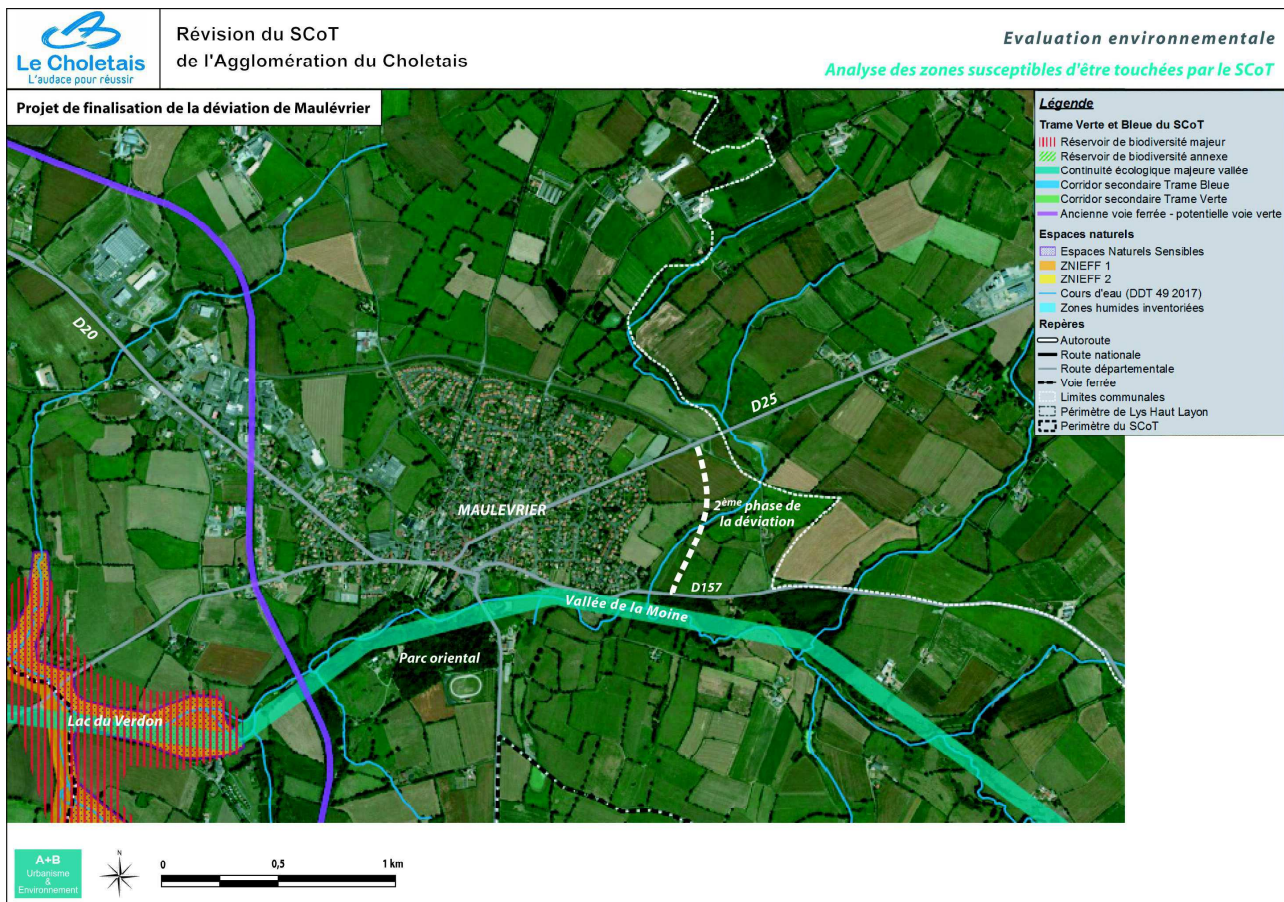 Le Choletais
L'audace pour réussir
Révision du SCoT
de l'Agglomération du Choletais
Evaluation environnementale
Analyse des zones susceptibles d'être touchées par le SCoT
Projet de finalisation de la déviation de Maulévrier
Légende
Trame Verte et Bleue du SCoT
Réservoir de biodiversité majeur
Réservoir de biodiversité annexe
Continuité écologique majeure vallée
Corridor secondaire Trame Bleue
Corridor secondaire Trame Verte
Ancienne voie ferrée - potentielle voie verte
Espaces naturels
Espaces Naturels Sensibles
ZNIEFF 1
ZNIEFF 2
Cours d'eau (DDT 49 2017)
Zones humides inventoriées
Repères
Autoroute
Route nationale
Route départementale
Voie ferrée
Limites communales
Périmètre de Lys Haut Layon
Perimètre du SCoT
D20
D25
MAULEVRIER
2ème phase de
la déviation
D157
Vallée de la Moine
Parc oriental
Lac du Verdon
A+B
Urbanisme
&
Environnement
N
0 0,5 1 km